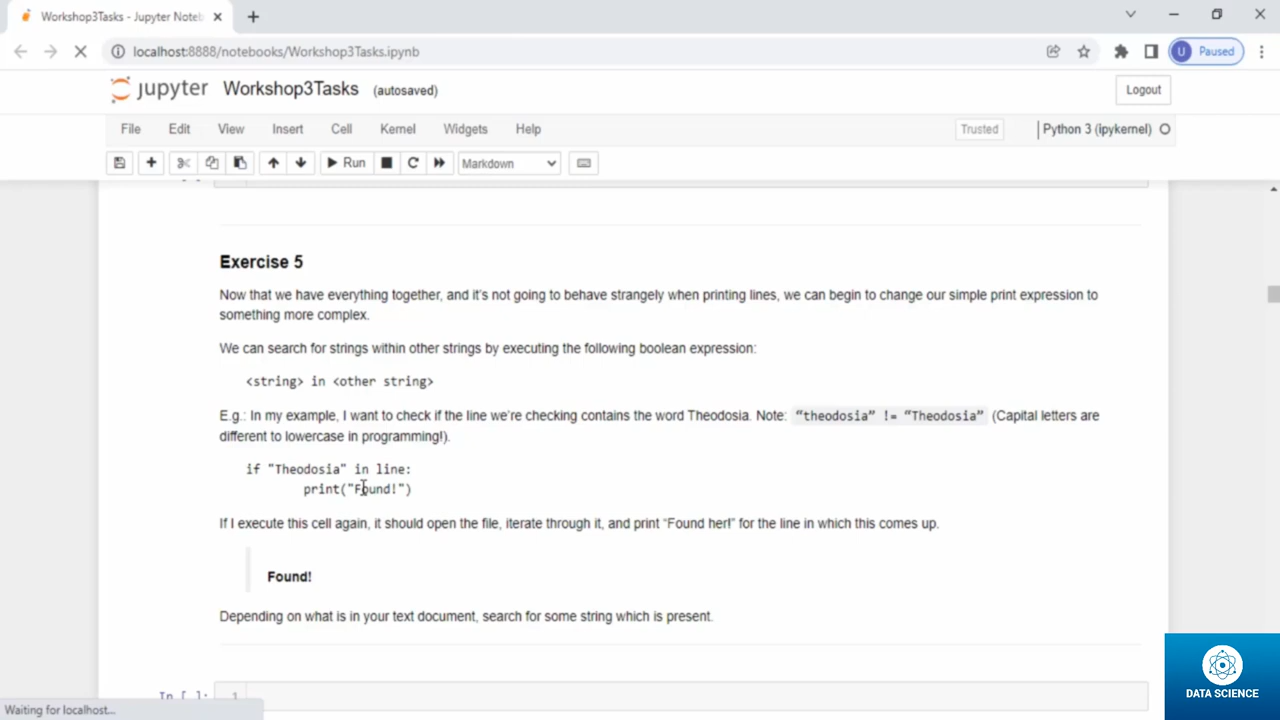 Workshop3Tasks - Jupyter Noteb
localhost:8888/notebooks/Workshop3Tasks.ipynb
U Paused
jupyter Workshop3Tasks (autosaved)
Logout
File Edit View Insert Cell Kernel Widgets Help
Trusted
Python 3 (ipykernel)
Run
Markdown
Exercise 5
Now that we have everything together, and it's not going to behave strangely when printing lines, we can begin to change our simple print expression to
something more complex.
We can search for strings within other strings by executing the following boolean expression:
<string> in <other string>
E.g.: In my example, I want to check if the line we're checking contains the word Theodosia. Note: “theodosia” != “Theodosia” (Capital letters are
different to lowercase in programming!).
if "Theodosia" in line:
print("Found!")
If I execute this cell again, it should open the file, iterate through it, and print “Found her!” for the line in which this comes up.
Found!
Depending on what is in your text document, search for some string which is present.
In [ ]: 1
Waiting for localhost...
DATA SCIENCE